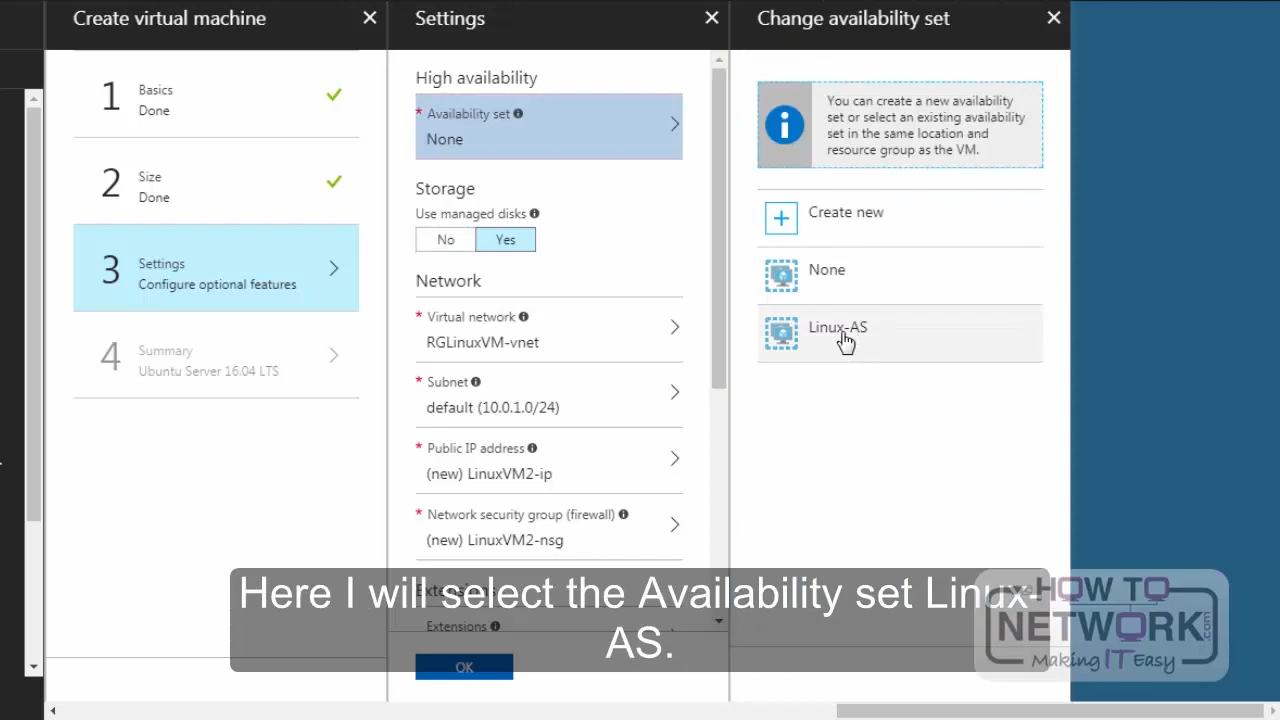 Create virtual machine
1
Basics
Done
2
Size
Done
3
Settings
Configure optional features
4
Summary
Ubuntu Server 16.04 LTS
Settings
High availability
* Availability set
None
Storage
Use managed disks
No Yes
Network
* Virtual network
RGLinuxVM-vnet
* Subnet
default (10.0.1.0/24)
* Public IP address
(new) LinuxVM2-ip
* Network security group (firewall)
(new) LinuxVM2-nsg
Extensions
Extensions
OK
Change availability set
You can create a new availability
set or select an existing availability
set in the same location and
resource group as the VM.
Create new
None
Linux-AS
Here I will select the Availability set Linux-
AS.
HOW TO
NETWORK.com
Making IT Easy